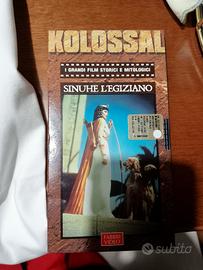 KOLOSSAL
I GRANDI FILM STORICI E MITOLOGICI
SINUHE L'EGIZIANO
FABBRI
VIDEO
subito